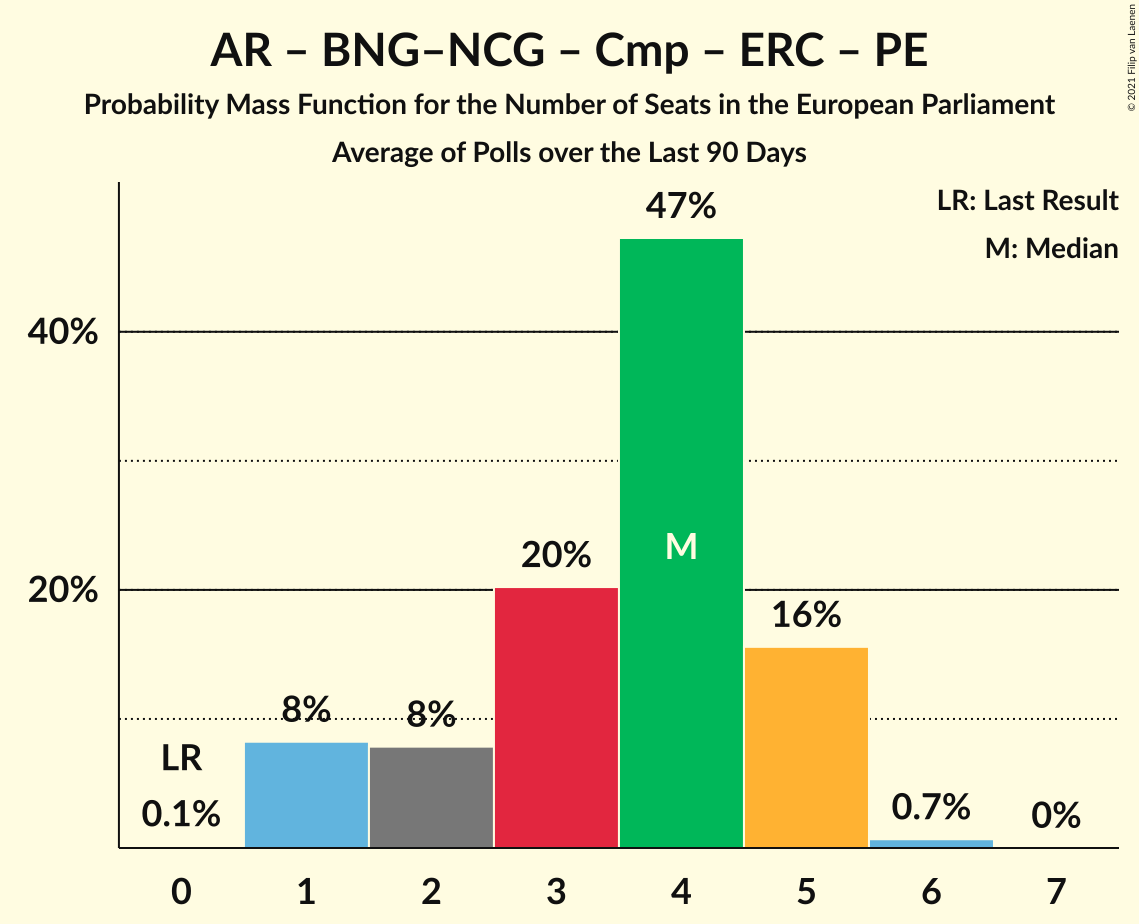 AR – BNG–NCG – Cmp – ERC – PE
Probability Mass Function for the Number of Seats in the European Parliament
Average of Polls over the Last 90 Days
© 2021 Filip van Laenen
LR: Last Result
M: Median
47%
40%
M
20%
20%
16%
8%
8%
LR
0.1%
0.7%
0%
0 1 2 3 4 5 6 7